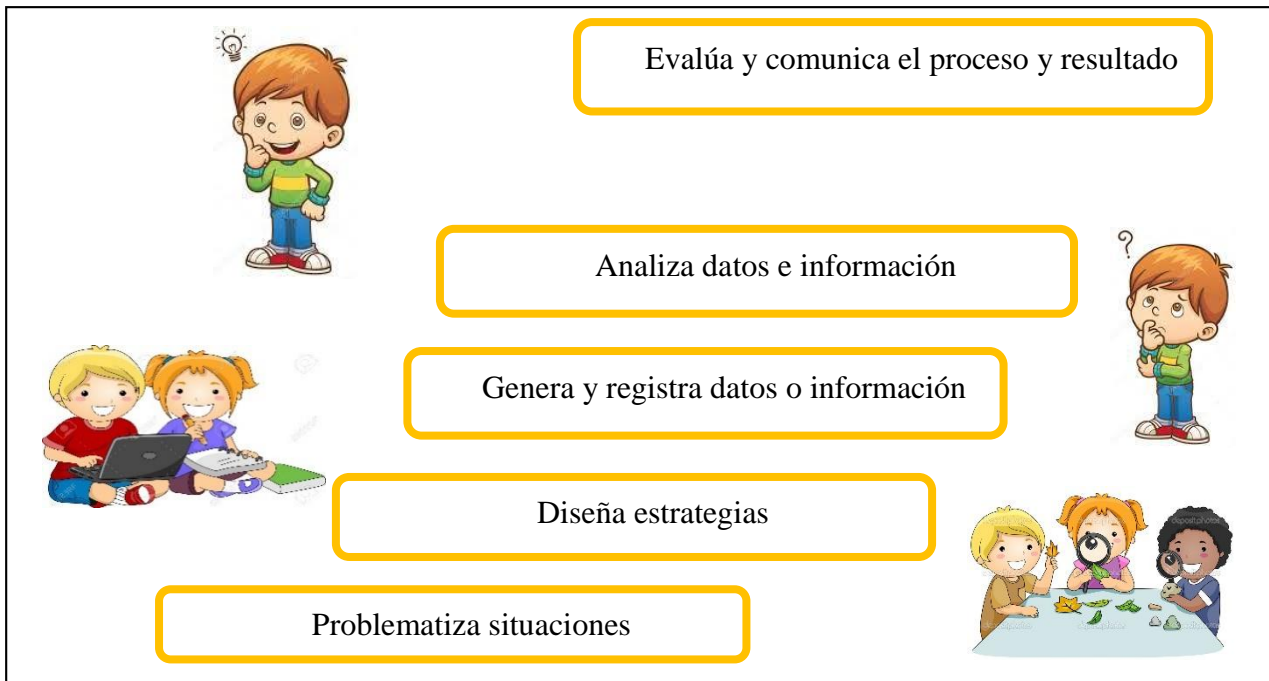 Evalúa y comunica el proceso y resultado
Analiza datos e información
?
Genera y registra datos o información
Diseña estrategias
Problematiza situaciones